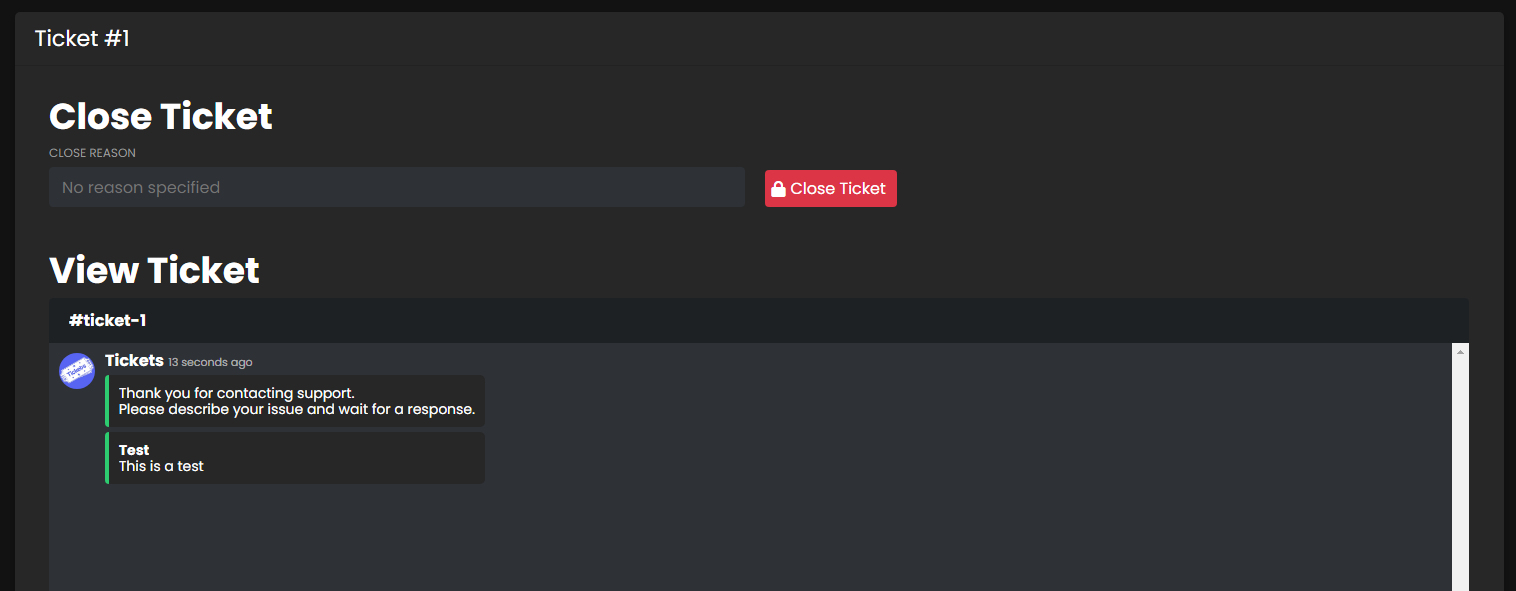 Ticket #1
Close Ticket
CLOSE REASON
No reason specified
Close Ticket
View Ticket
#ticket-1
Tickets
Tickets 13 seconds ago
Thank you for contacting support.
Please describe your issue and wait for a response.
Test
This is a test